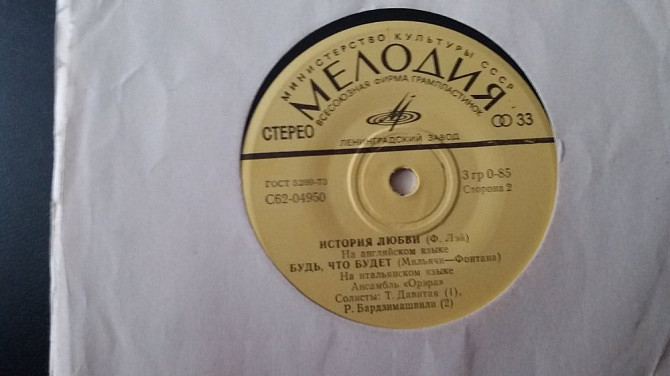 МИНИСТЕРСТВО КУЛЬТУРЫ СССР
МЕЛОДИЯ
ВСЕСОЮЗНАЯ ФИРМА ГРАМПЛАСТИНОК
СТЕРЕО
33
ЛЕНИНГРАДСКИЙ ЗАВОД
ГОСТ 5289-73
3 гр 0-85
С62-04950
Сторона 2
ИСТОРИЯ ЛЮБВИ (Ф. Лэй)
На английском языке
БУДЬ, ЧТО БУДЕТ (Мильячи—Фонтана)
На итальянском языке
Ансамбль «Орэра»
Солисты: Т. Давитая (1),
Р. Бардзимашвили (2)